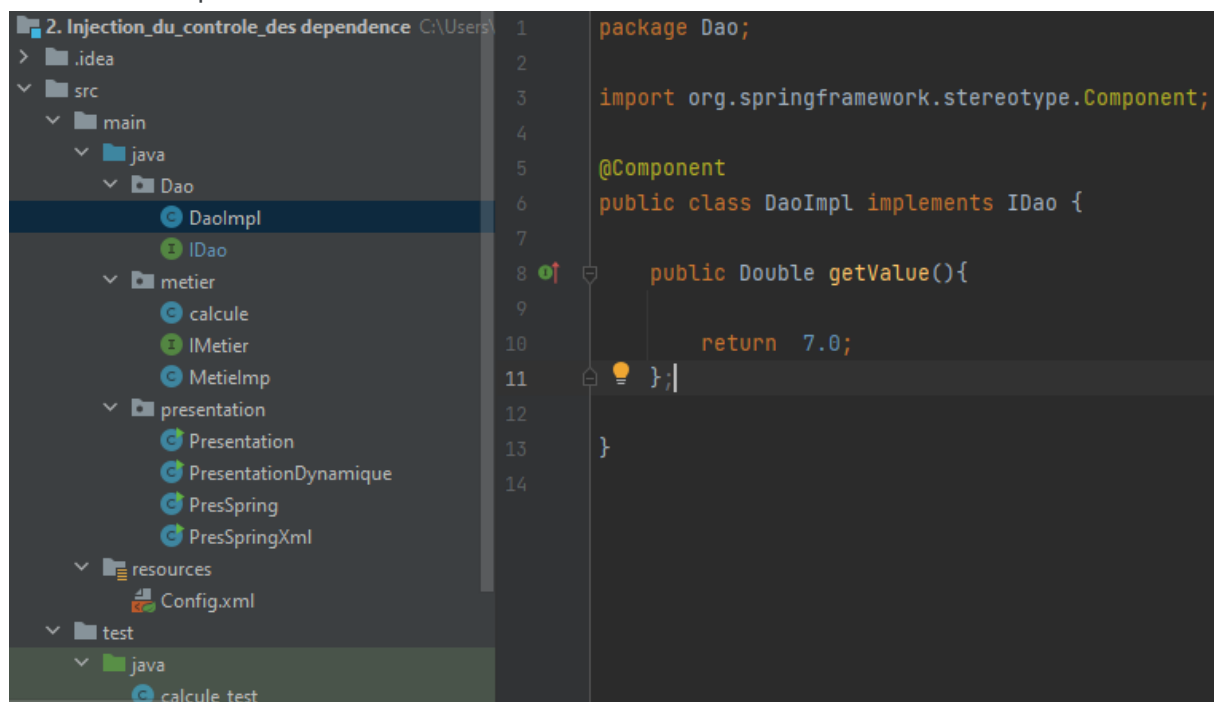 2. Injection_du_controle_des dependence C:\Users\
.idea
src
main
java
Dao
DaoImpl
IDao
metier
calcule
IMetier
MetieImp
presentation
Presentation
PresentationDynamique
PresSpring
PresSpringXml
resources
Config.xml
test
java
calcule_test
1 package Dao;
2
3 import org.springframework.stereotype.Component;
4
5 @Component
6 public class DaoImpl implements IDao {
7
8 public Double getValue(){
9
10 return 7.0;
11 };
12
13 }
14